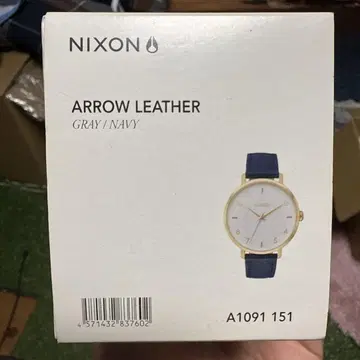 NIXON
ARROW LEATHER
GRAY / NAVY
4 571432 837602
A1091 151